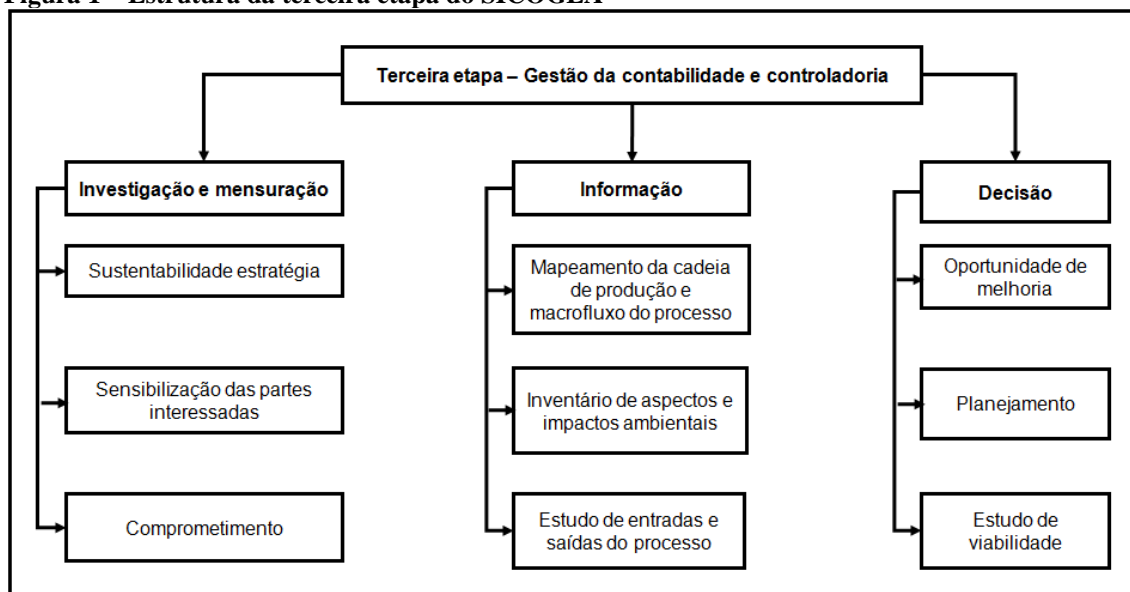 Figura 1 – Estrutura da terceira etapa do SICOGEA
Terceira etapa – Gestão da contabilidade e controladoria
Investigação e mensuração
Sustentabilidade estratégia
Sensibilização das partes
interessadas
Comprometimento
Informação
Mapeamento da cadeia
de produção e
macrofluxo do processo
Inventário de aspectos e
impactos ambientais
Estudo de entradas e
saídas do processo
Decisão
Oportunidade de
melhoria
Planejamento
Estudo de
viabilidade